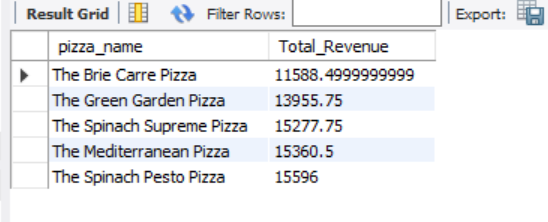 Result Grid Filter Rows: Export:
pizza_name Total_Revenue
The Brie Carre Pizza 11588.4999999999
The Green Garden Pizza 13955.75
The Spinach Supreme Pizza 15277.75
The Mediterranean Pizza 15360.5
The Spinach Pesto Pizza 15596